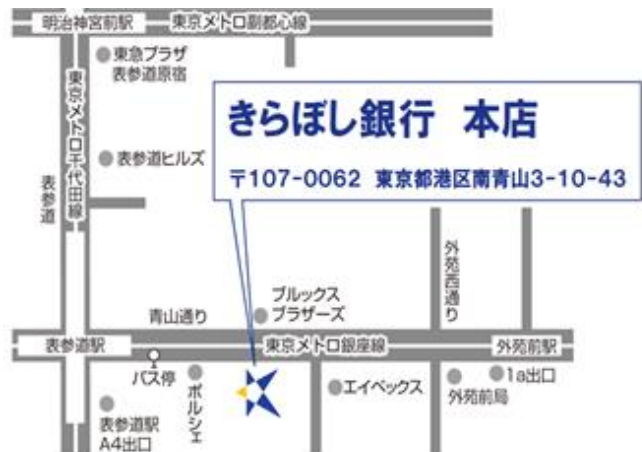 明治神宮前駅
東京メトロ副都心線
東急プラザ
表参道原宿
東京メトロ千代田線
きらぼし銀行 本店
〒107-0062 東京都港区南青山3-10-43
表参道ヒルズ
表参道
外苑西通り
ブルックス
ブラザーズ
青山通り
表参道駅
東京メトロ銀座線
外苑前駅
バス停
ポルシェ
エイベックス
外苑前局
1a出口
表参道駅
A4出口